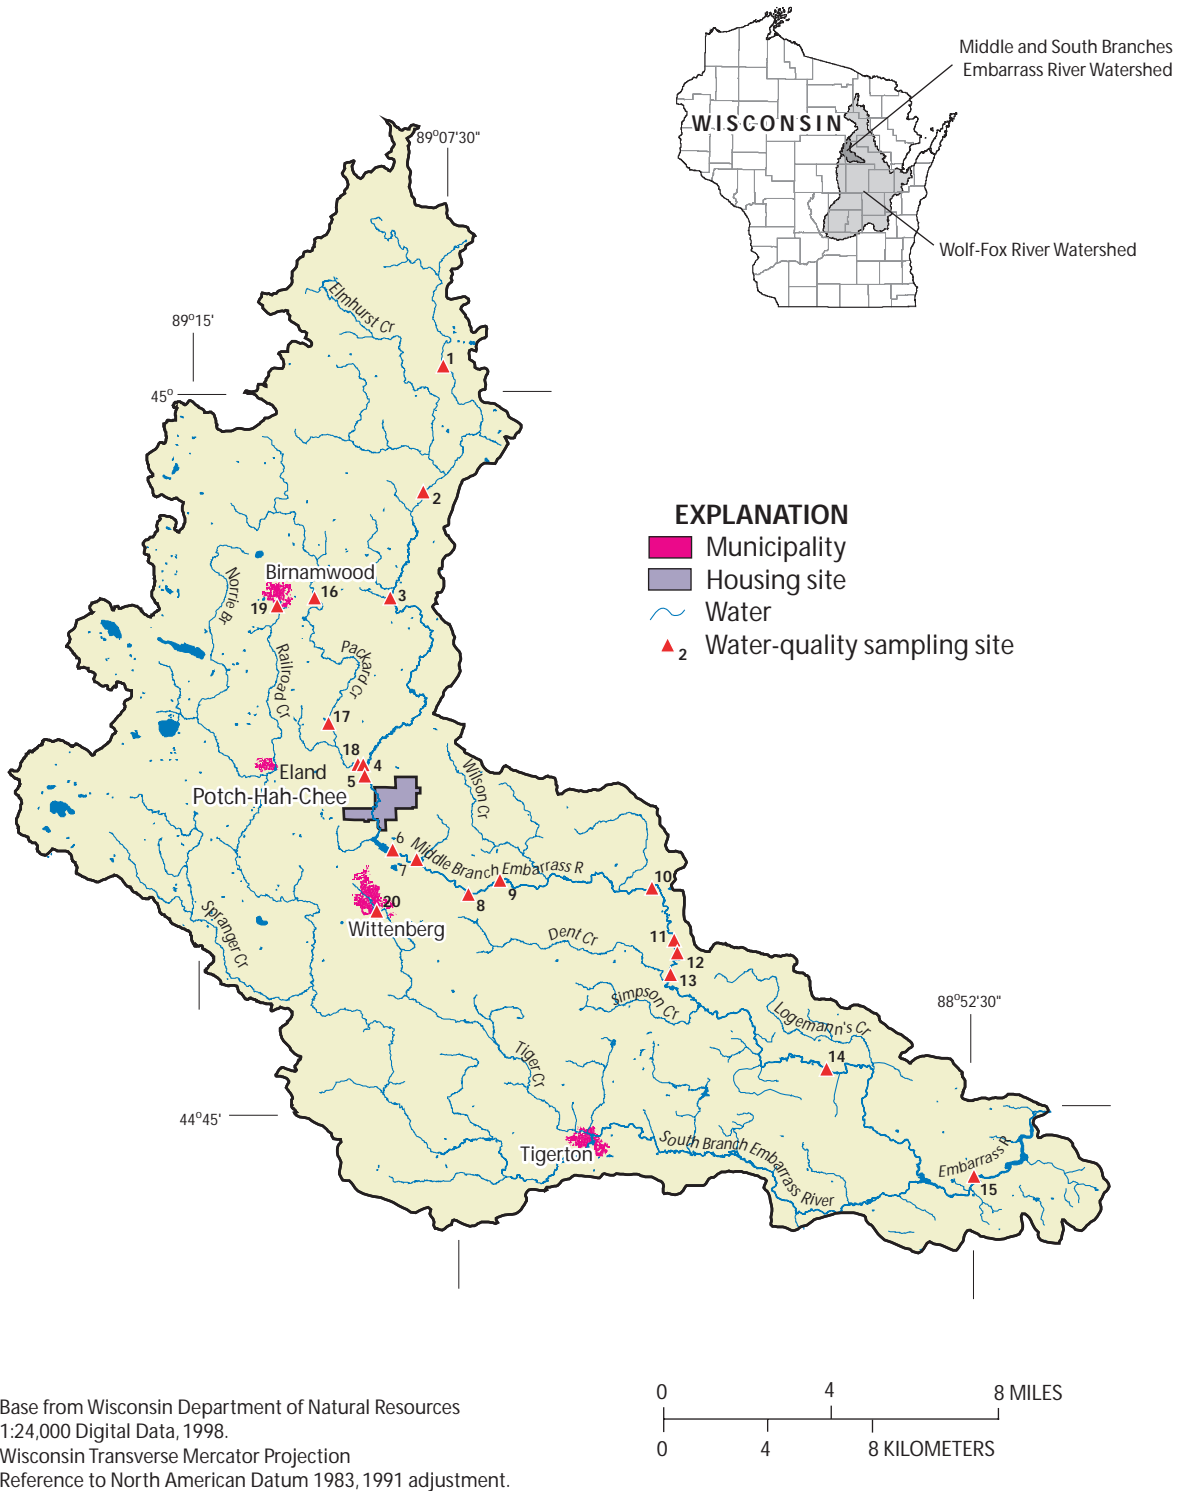 Middle and South Branches
Embarrass River Watershed
WISCONSIN
Wolf-Fox River Watershed
89°07'30"
Elmhurst Cr
89°15'
1
45°
2
EXPLANATION
Municipality
Housing site
Water
2 Water-quality sampling site
Birnamwood
Norrie Br
16
3
19
Railroad Cr
Packard Cr
17
18
4
5
Eland
Potch-Hah-Chee
Wilson Cr
6
7
Middle Branch Embarrass R
8
9
10
20
Wittenberg
Spranger Cr
Dent Cr
11
12
13
Simpson Cr
Logemann's Cr
88°52'30"
14
Tiger Cr
44°45'
Tigerton
South Branch Embarrass River
Embarrass R
15
0 4 8 MILES
0 4 8 KILOMETERS
Base from Wisconsin Department of Natural Resources
1:24,000 Digital Data, 1998.
Wisconsin Transverse Mercator Projection
Reference to North American Datum 1983, 1991 adjustment.